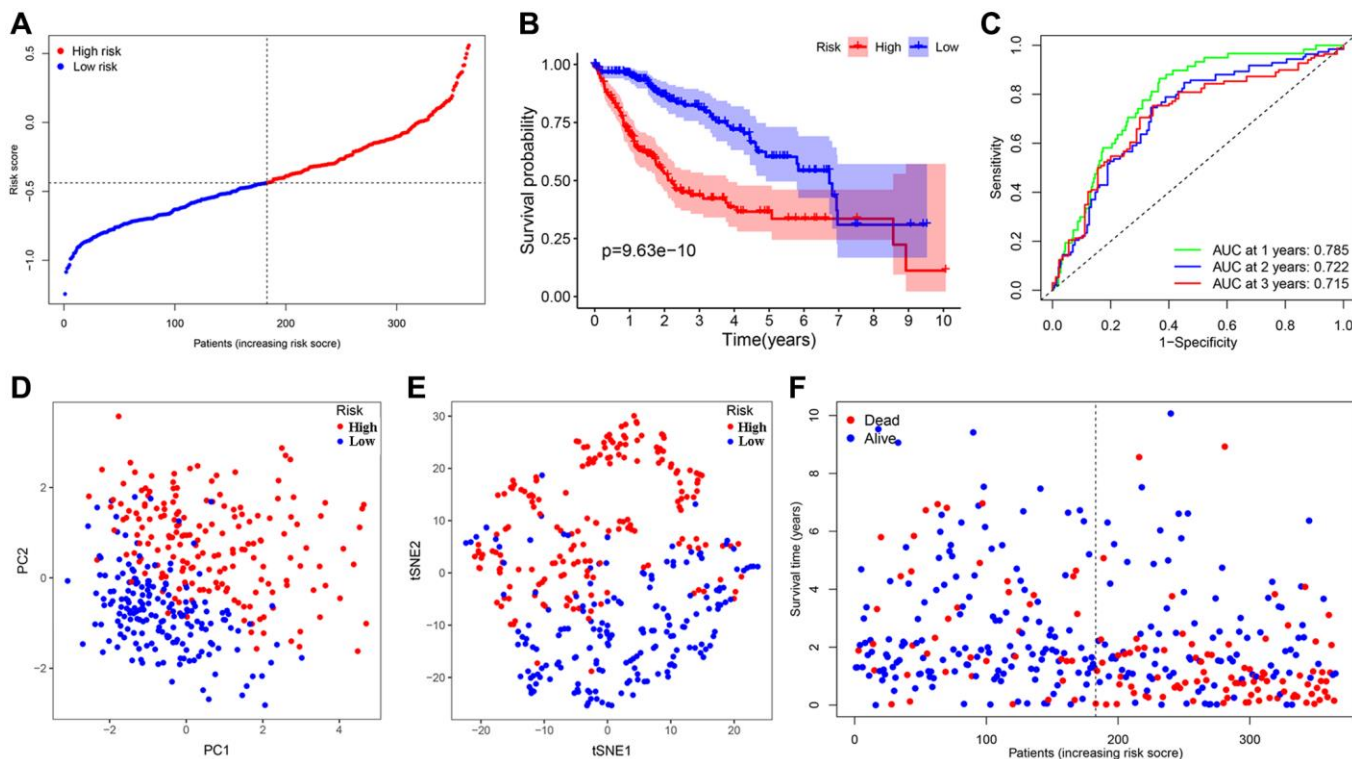 A
High risk
Low risk
0.5
0.0
−0.5
−1.0
Risk score
0 100 200 300
Patients (increasing risk socre)
B
Risk High Low
1.00
0.75
0.50
0.25
0.00
Survival probability
p=9.63e−10
0 1 2 3 4 5 6 7 8 9 10
Time(years)
C
1.0
0.8
0.6
0.4
0.2
0.0
Sensitivity
AUC at 1 years: 0.785
AUC at 2 years: 0.722
AUC at 3 years: 0.715
0.0 0.2 0.4 0.6 0.8 1.0
1−Specificity
D
Risk
High
Low
2
0
−2
PC2
−2 0 2 4
PC1
E
Risk
High
Low
30
20
10
0
−10
−20
tSNE2
−20 −10 0 10 20
tSNE1
F
Dead
Alive
10
8
6
4
2
0
Survival time (years)
0 100 200 300
Patients (increasing risk socre)